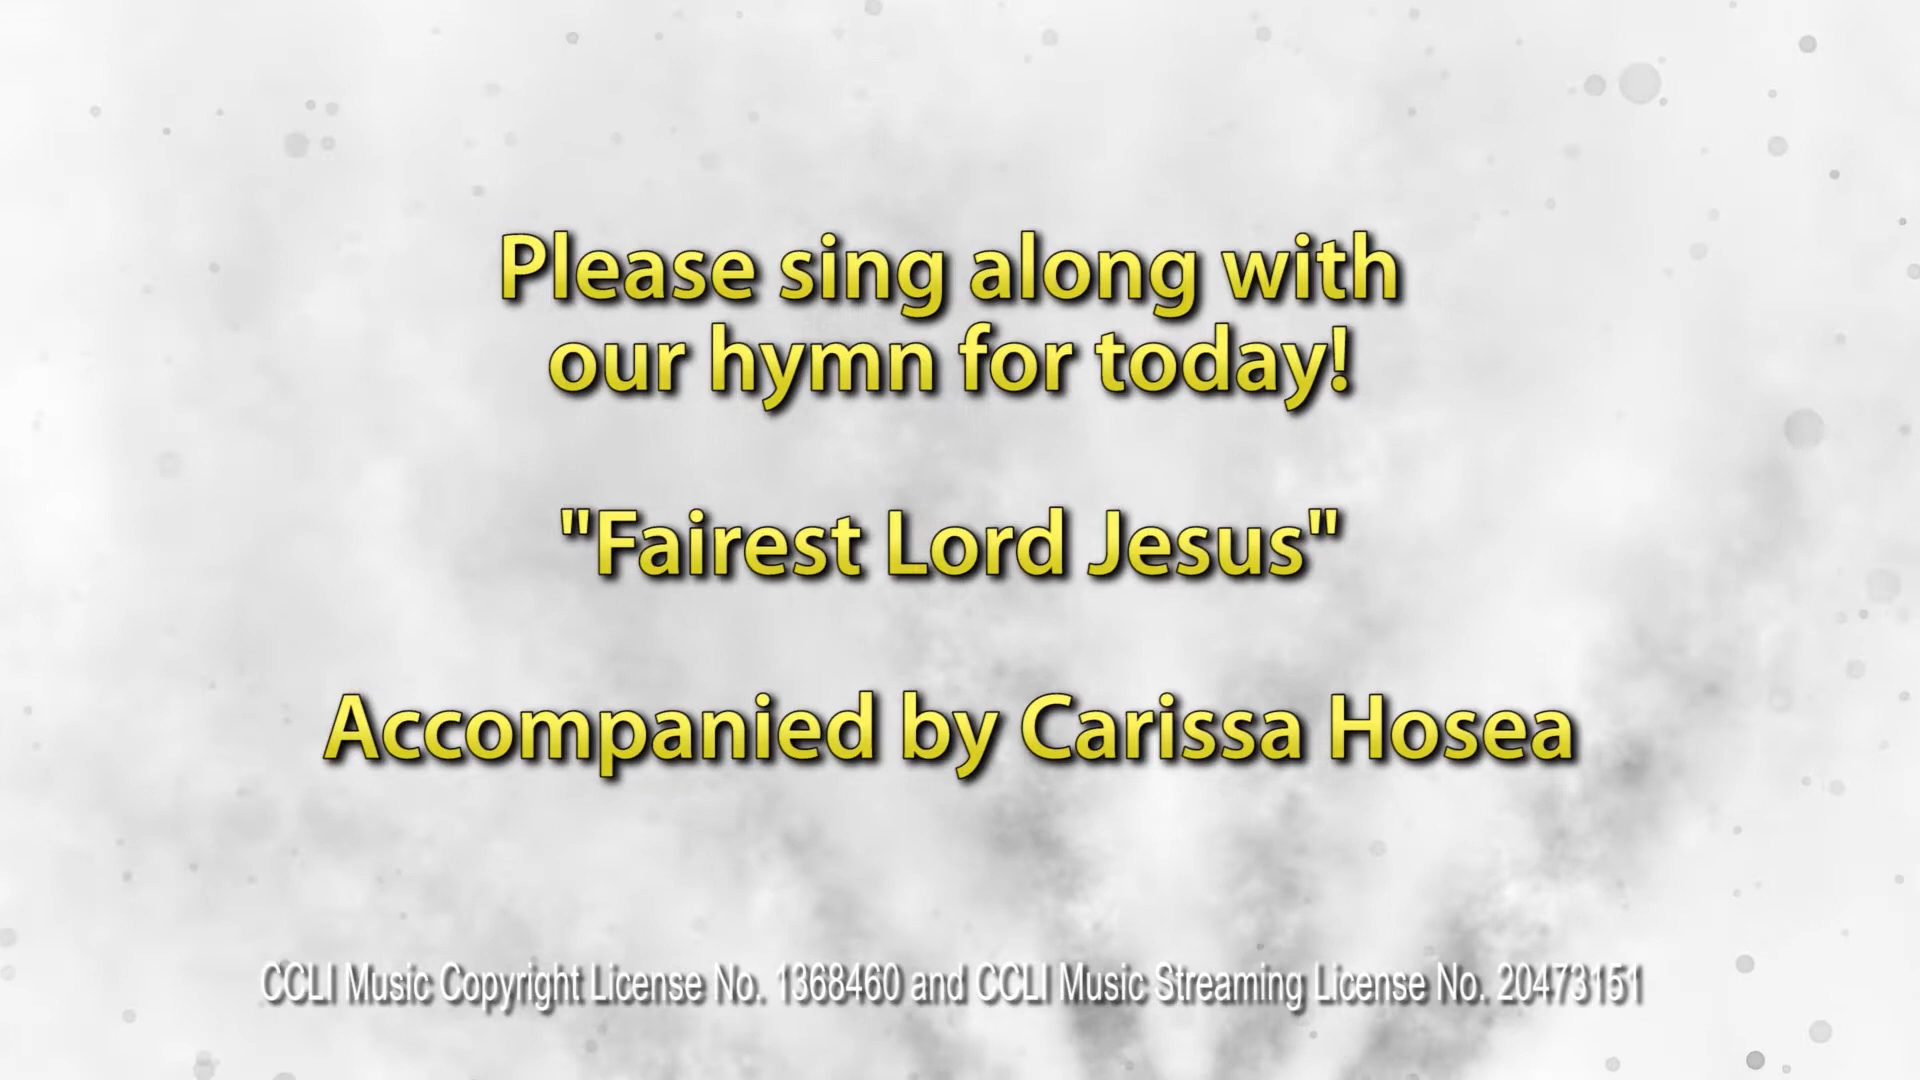 Please sing along with
our hymn for today!
"Fairest Lord Jesus"
Accompanied by Carissa Hosea
CCLI Music Copyright License No. 1368460 and CCLI Music Streaming License No. 20473151